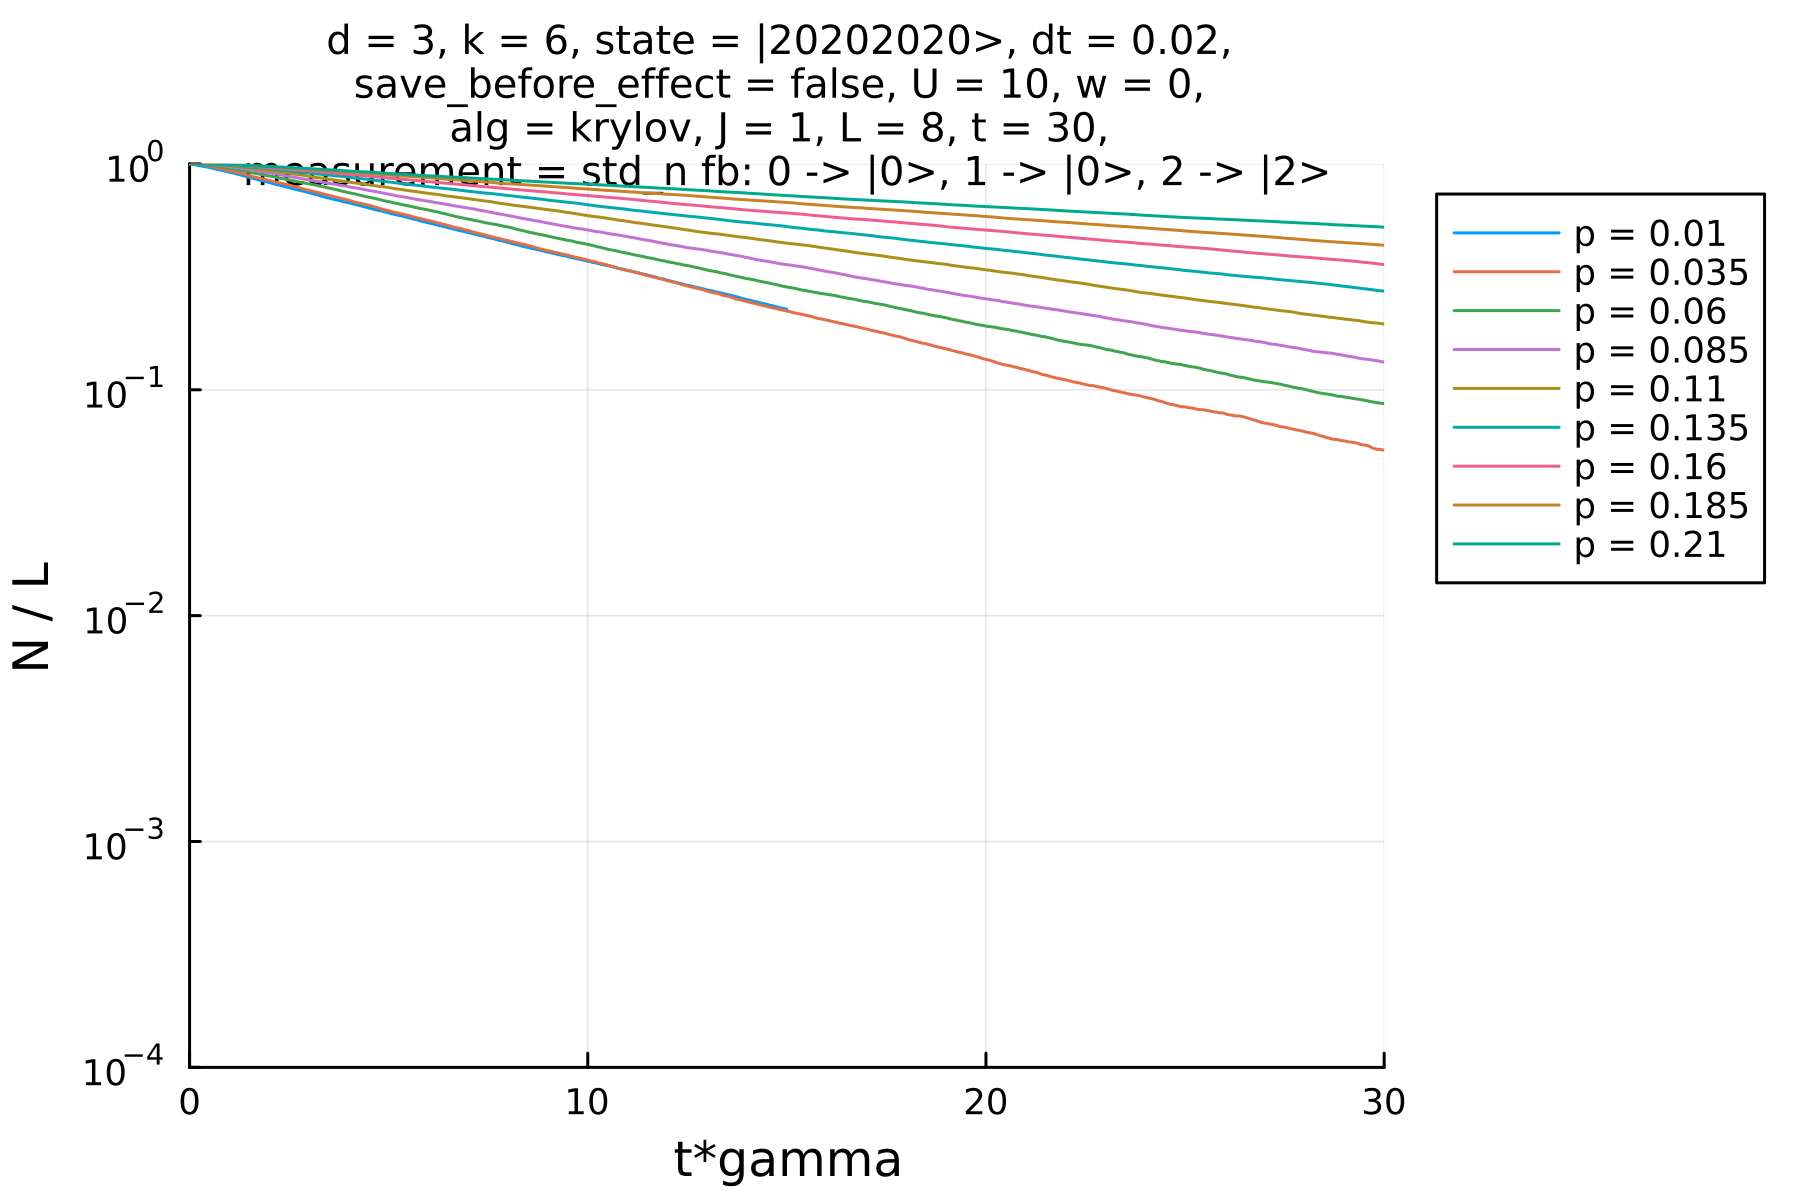 d = 3, k = 6, state = |20202020>, dt = 0.02,
save_before_effect = false, U = 10, w = 0,
alg = krylov, J = 1, L = 8, t = 30,
measurement = std_n fb: 0 -> |0>, 1 -> |0>, 2 -> |2>
10⁰
10⁻¹
10⁻²
10⁻³
10⁻⁴
N / L
0
10
20
30
t*gamma
p = 0.01
p = 0.035
p = 0.06
p = 0.085
p = 0.11
p = 0.135
p = 0.16
p = 0.185
p = 0.21